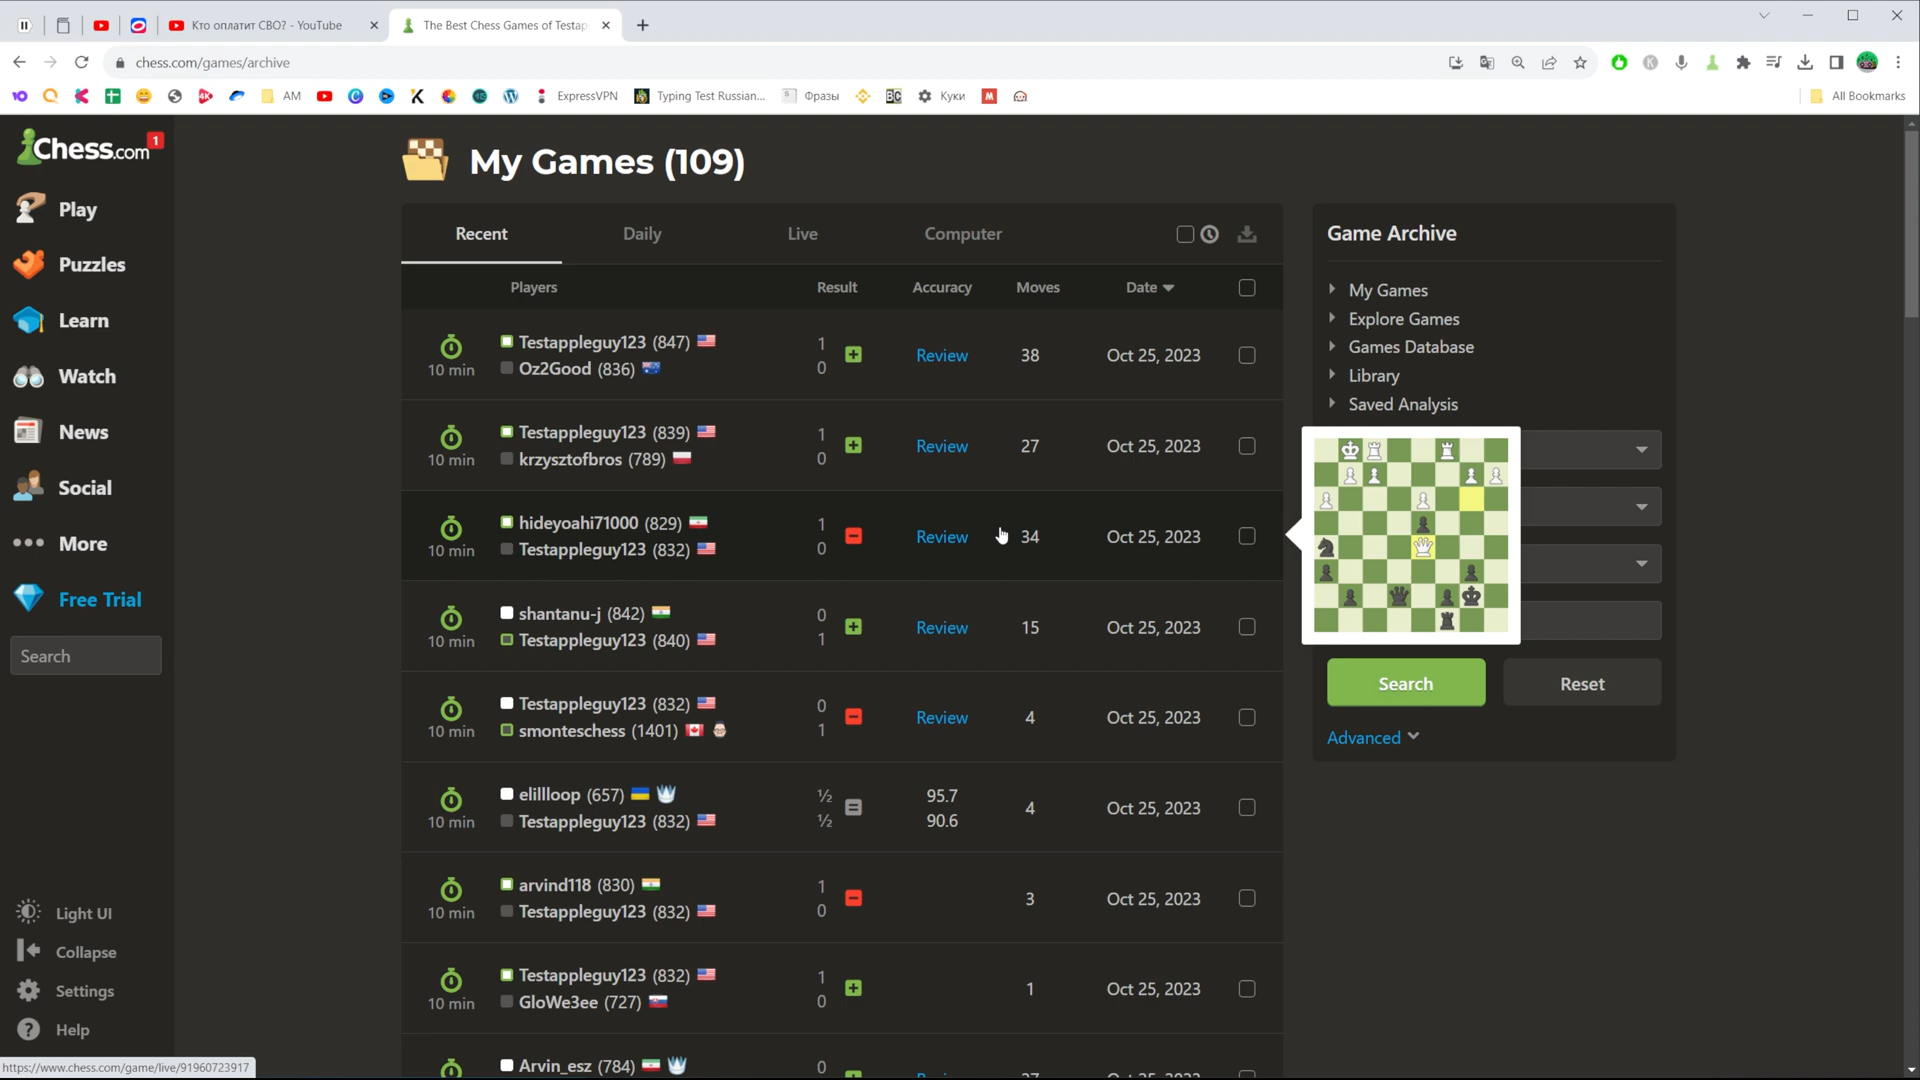 Кто оплатит СВО? - YouTube
The Best Chess Games of Testap
chess.com/games/archive
AM
ExpressVPN
Typing Test Russian...
Фразы
BC
Куки
All Bookmarks
Chess.com
1
Play
Puzzles
Learn
Watch
News
Social
More
Free Trial
Search
Light UI
Collapse
Settings
Help
https://www.chess.com/game/live/91960723917
My Games (109)
Recent Daily Live Computer
Players Result Accuracy Moves Date
10 min
Testappleguy123 (847) 1
Oz2Good (836) 0
Review 38 Oct 25, 2023
10 min
Testappleguy123 (839) 1
krzysztofbros (789) 0
Review 27 Oct 25, 2023
10 min
hideyoahi71000 (829) 1
Testappleguy123 (832) 0
Review 34 Oct 25, 2023
10 min
shantanu-j (842) 0
Testappleguy123 (840) 1
Review 15 Oct 25, 2023
10 min
Testappleguy123 (832) 0
smonteschess (1401) 1
Review 4 Oct 25, 2023
10 min
elillloop (657) ½ 95.7
Testappleguy123 (832) ½ 90.6
4 Oct 25, 2023
10 min
arvind118 (830) 1
Testappleguy123 (832) 0
3 Oct 25, 2023
10 min
Testappleguy123 (832) 1
GloWe3ee (727) 0
1 Oct 25, 2023
Arvin_esz (784) 0
Game Archive
My Games
Explore Games
Games Database
Library
Saved Analysis
Search Reset
Advanced